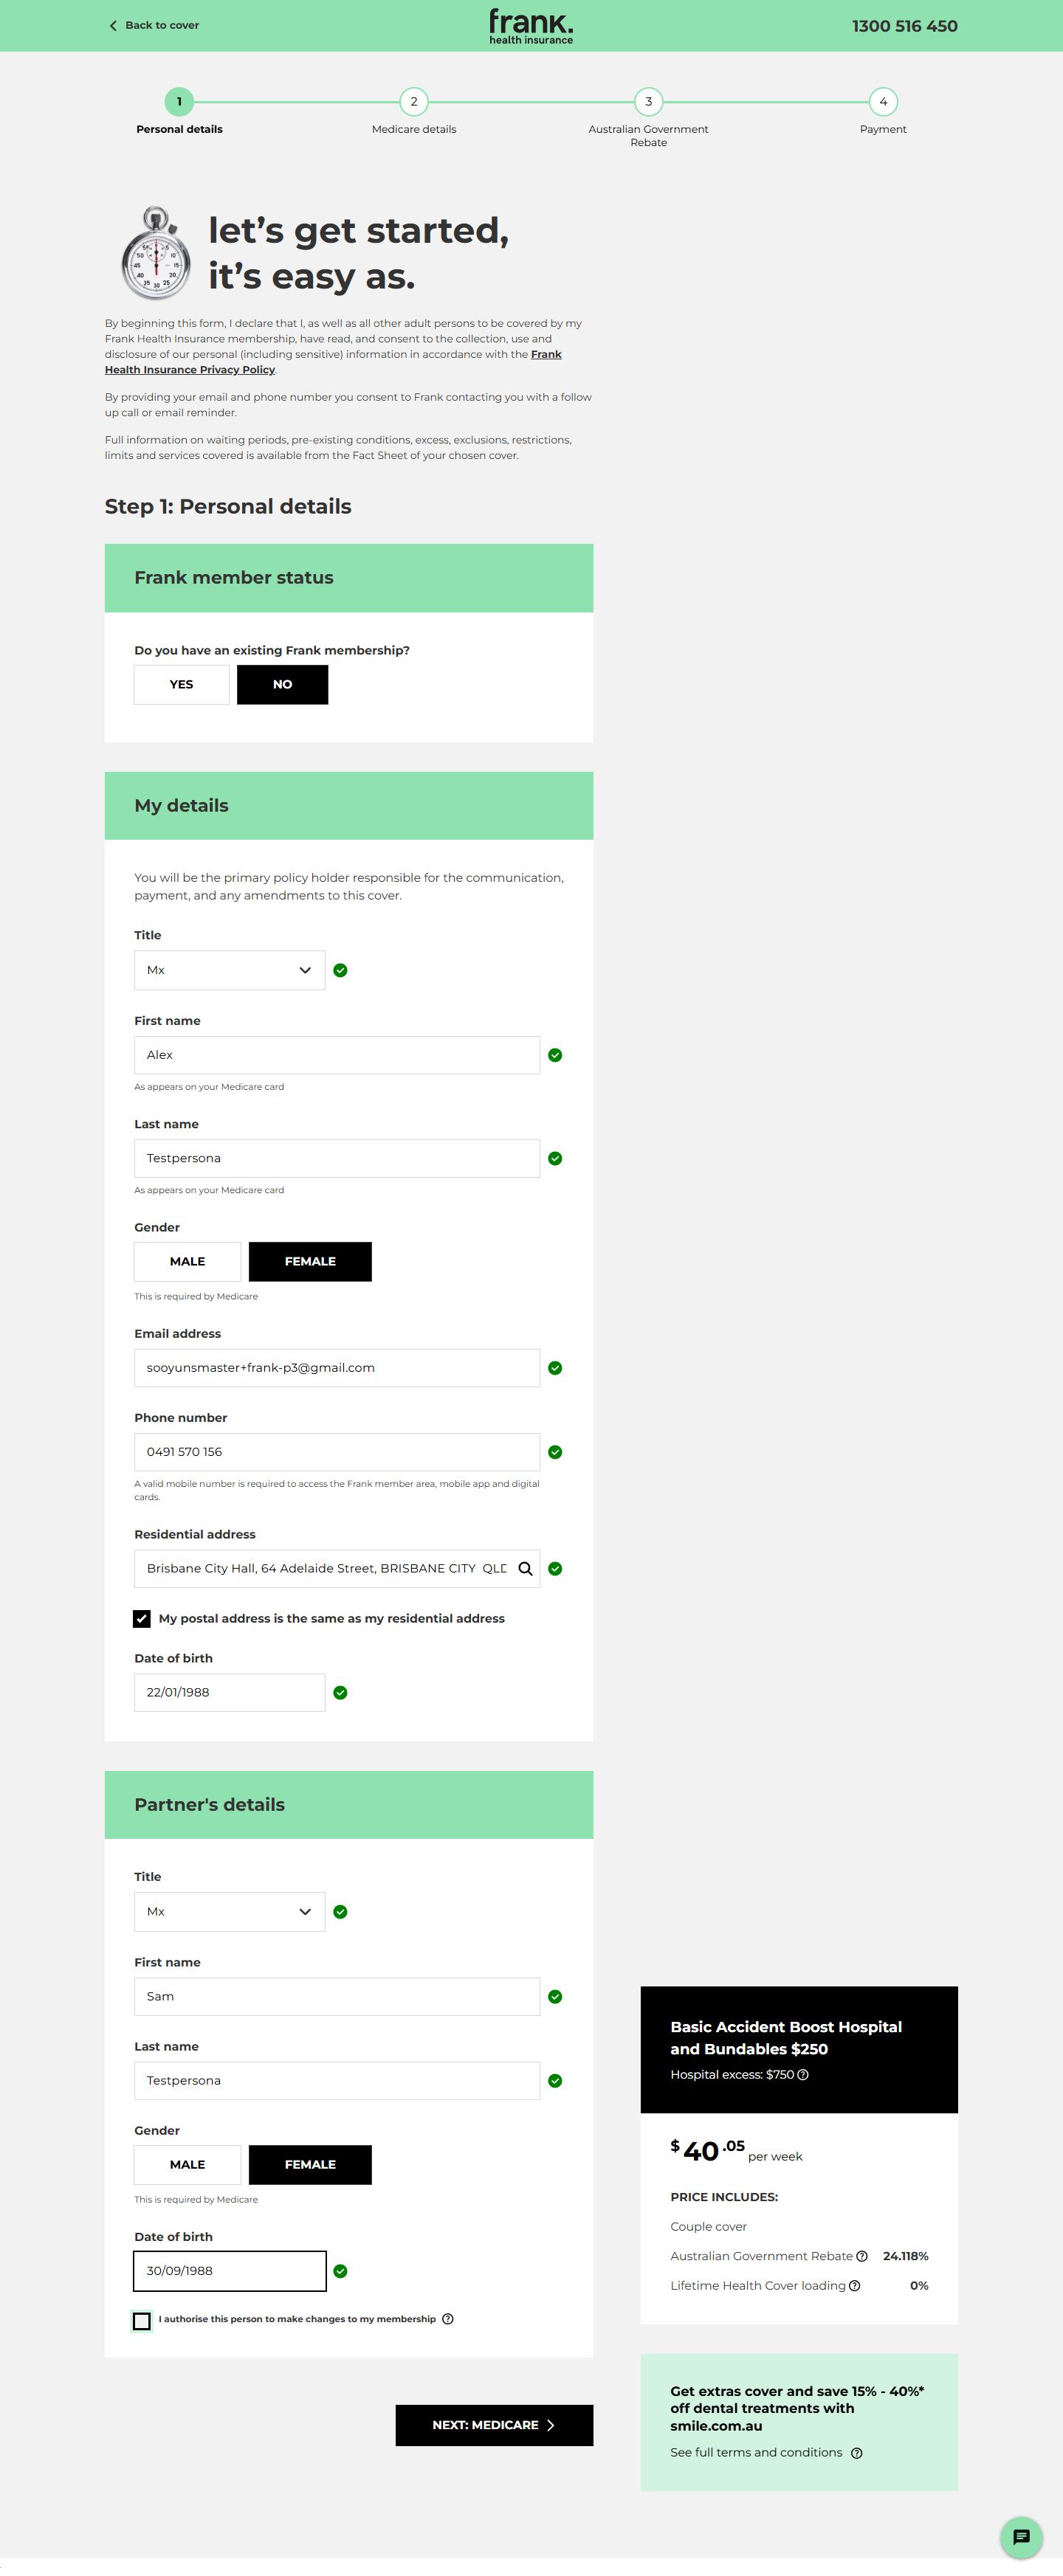 Back to cover
frank.
health insurance
1300 516 450
1
2
3
4
Personal details
Medicare details
Australian Government
Rebate
Payment
let's get started,
it's easy as.
By beginning this form, I declare that I, as well as all other adult persons to be covered by my
Frank Health Insurance membership, have read, and consent to the collection, use and
disclosure of our personal (including sensitive) information in accordance with the Frank
Health Insurance Privacy Policy.
By providing your email and phone number you consent to Frank contacting you with a follow
up call or email reminder.
Full information on waiting periods, pre-existing conditions, excess, exclusions, restrictions,
limits and services covered is available from the Fact Sheet of your chosen cover.
Step 1: Personal details
Frank member status
Do you have an existing Frank membership?
YES
NO
My details
You will be the primary policy holder responsible for the communication,
payment, and any amendments to this cover.
Title
Mx
First name
Alex
As appears on your Medicare card
Last name
Testpersona
As appears on your Medicare card
Gender
MALE
FEMALE
This is required by Medicare
Email address
sooyunsmaster+frank-p3@gmail.com
Phone number
0491 570 156
A valid mobile number is required to access the Frank member area, mobile app and digital
cards.
Residential address
Brisbane City Hall, 64 Adelaide Street, BRISBANE CITY QLD
My postal address is the same as my residential address
Date of birth
22/01/1988
Partner's details
Title
Mx
First name
Sam
Last name
Testpersona
Gender
MALE
FEMALE
This is required by Medicare
Date of birth
30/09/1988
I authorise this person to make changes to my membership
NEXT: MEDICARE
Basic Accident Boost Hospital
and Bundables $250
Hospital excess: $750
$40.05 per week
PRICE INCLUDES:
Couple cover
Australian Government Rebate 24.118%
Lifetime Health Cover loading 0%
Get extras cover and save 15% - 40%*
off dental treatments with
smile.com.au
See full terms and conditions